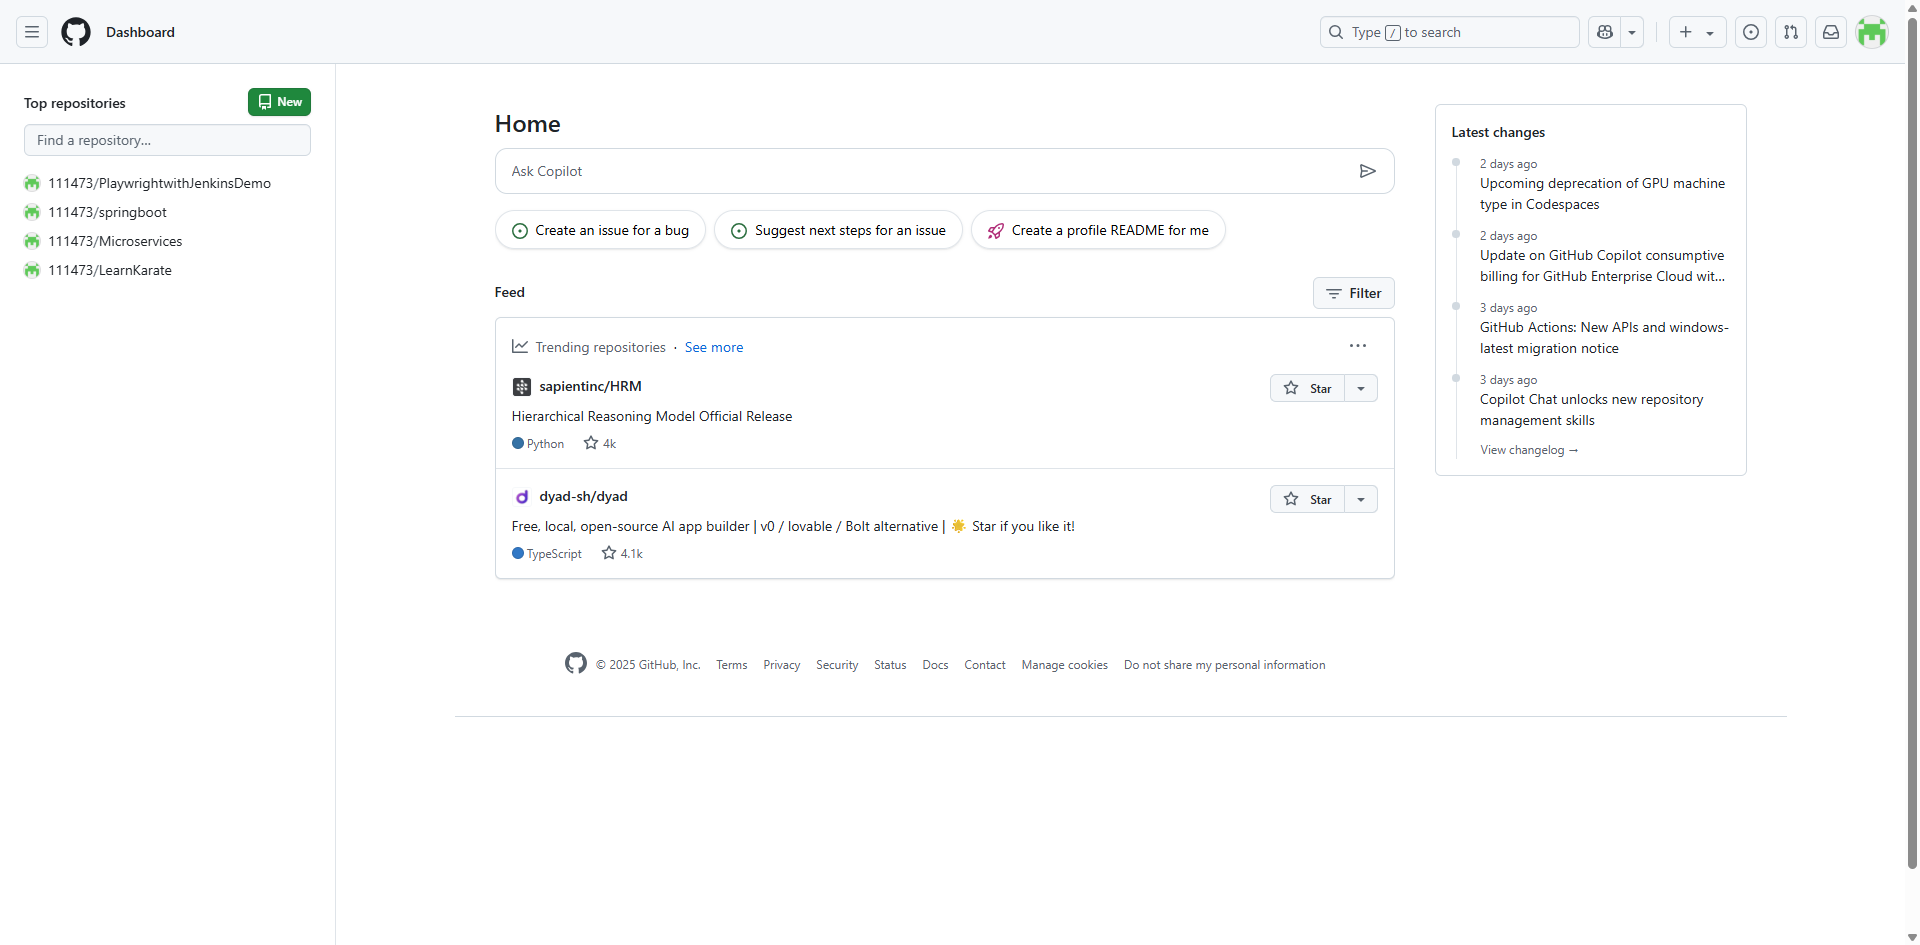 Dashboard
Type / to search
Top repositories
New
Find a repository...
111473/PlaywrightwithJenkinsDemo
111473/springboot
111473/Microservices
111473/LearnKarate
Home
Ask Copilot
Create an issue for a bug
Suggest next steps for an issue
Create a profile README for me
Feed
Filter
Trending repositories · See more
sapientinc/HRM
Star
Hierarchical Reasoning Model Official Release
Python 4k
dyad-sh/dyad
Star
Free, local, open-source AI app builder | v0 / lovable / Bolt alternative | 🌟 Star if you like it!
TypeScript 4.1k
Latest changes
2 days ago
Upcoming deprecation of GPU machine
type in Codespaces
2 days ago
Update on GitHub Copilot consumptive
billing for GitHub Enterprise Cloud wit...
3 days ago
GitHub Actions: New APIs and windows-
latest migration notice
3 days ago
Copilot Chat unlocks new repository
management skills
View changelog →
© 2025 GitHub, Inc. Terms Privacy Security Status Docs Contact Manage cookies Do not share my personal information